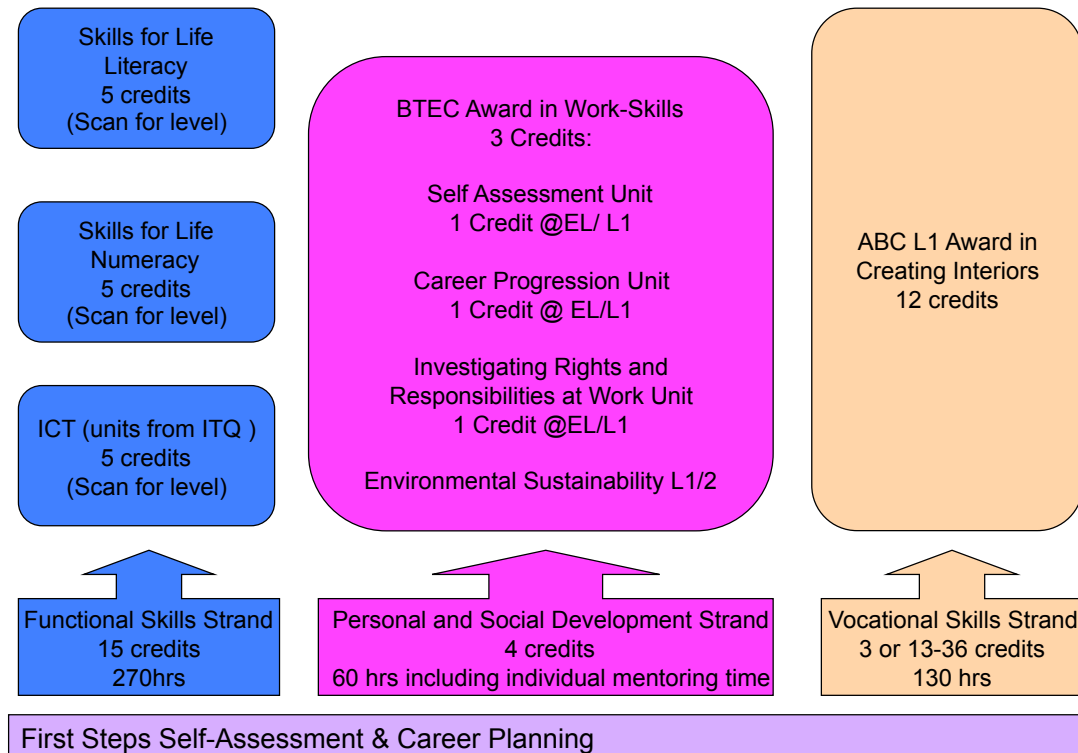 Skills for Life
Literacy
5 credits
(Scan for level)
Skills for Life
Numeracy
5 credits
(Scan for level)
ICT (units from ITQ )
5 credits
(Scan for level)
BTEC Award in Work-Skills
3 Credits:
Self Assessment Unit
1 Credit @EL/ L1
Career Progression Unit
1 Credit @ EL/L1
Investigating Rights and
Responsibilities at Work Unit
1 Credit @EL/L1
Environmental Sustainability L1/2
ABC L1 Award in
Creating Interiors
12 credits
Functional Skills Strand
15 credits
270hrs
Personal and Social Development Strand
4 credits
60 hrs including individual mentoring time
Vocational Skills Strand
3 or 13-36 credits
130 hrs
First Steps Self-Assessment & Career Planning